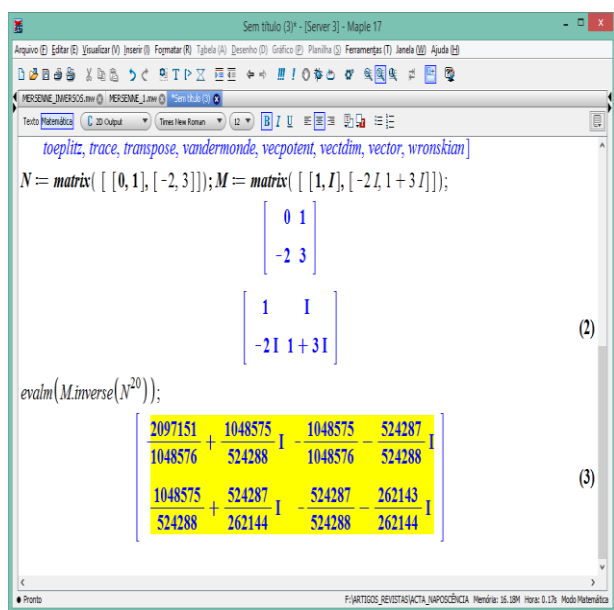 Sem título (3)* - [Server 3] - Maple 17
Arquivo (F) Editar (E) Visualizar (V) Inserir (I) Formatar (R) Tabela (A) Desenho (D) Gráfico (P) Planilha (S) Ferramentas (T) Janela (W) Ajuda (H)
MERSENNE_INVERSOS.mw MERSENNE_1.mw *Sem título (3)
Texto Matemática C 2D Output Times New Roman 12 B I U
toeplitz, trace, transpose, vandermonde, vecpotent, vectdim, vector, wronskian ]
N := matrix( [ [0, 1], [ -2, 3]]); M := matrix( [ [1, I], [ -2 I, 1 + 3 I]]);
0 1
-2 3
1 I
-2 I 1 + 3 I
(2)
evalm(M.inverse(N^20));
2097151/1048576 + 1048575/524288 I -1048575/1048576 - 524287/524288 I
1048575/524288 + 524287/262144 I -524287/524288 - 262143/262144 I
(3)
Pronto F:\ARTIGOS_REVISTAS\ACTA_NAPOSCÊNCIA Memória: 16.18M Hora: 0.17s Modo Matemática